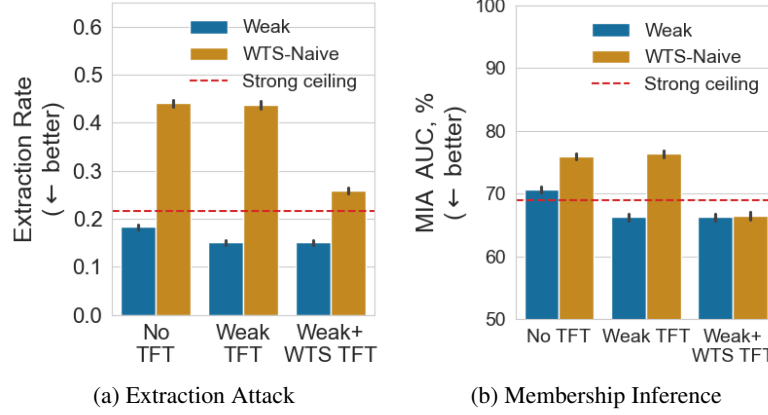 0.6
0.5
0.4
0.3
0.2
0.1
0.0
Extraction Rate
(← better)
Weak
WTS-Naive
Strong ceiling
No
TFT
Weak
TFT
Weak+
WTS TFT
(a) Extraction Attack
100
90
80
70
60
50
MIA AUC, %
(← better)
Weak
WTS-Naive
Strong ceiling
No TFT
Weak TFT
Weak+
WTS TFT
(b) Membership Inference